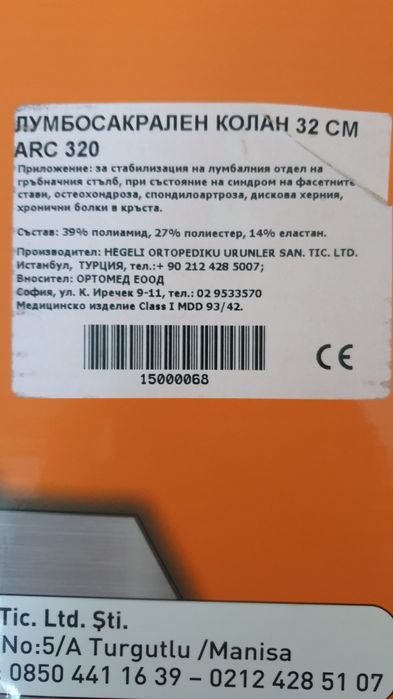 ЛУМБОСАКРАЛЕН КОЛАН 32 СМ
ARC 320
Приложение: за стабилизация на лумбалния отдел на
гръбначния стълб, при състояние на синдром на фасетните
стави, остеохондроза, спондилоартроза, дискова херния,
хронични болки в кръста.
Състав: 39% полиамид, 27% полиестер, 14% еластан.
Производител: HEGELI ORTOPEDIKU URUNLER SAN. TIC. LTD.
Истанбул, ТУРЦИЯ, тел.:+ 90 212 428 5007;
Вносител: ОРТОМЕД ЕООД
София, ул. К. Иречек 9-11, тел.: 02 9533570
Медицинско изделие Class I MDD 93/42.
CE
15000068
Tic. Ltd. Şti.
No:5/A Turgutlu /Manisa
: 0850 441 16 39 – 0212 428 51 07